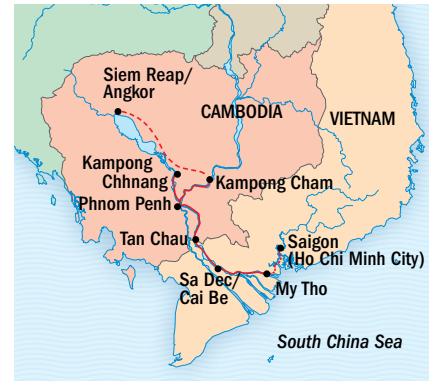 Siem Reap/
Angkor
CAMBODIA
VIETNAM
Kampong
Chhnang
Kampong Cham
Phnom Penh
Tan Chau
Saigon
(Ho Chi Minh City)
Sa Dec/
Cai Be
My Tho
South China Sea